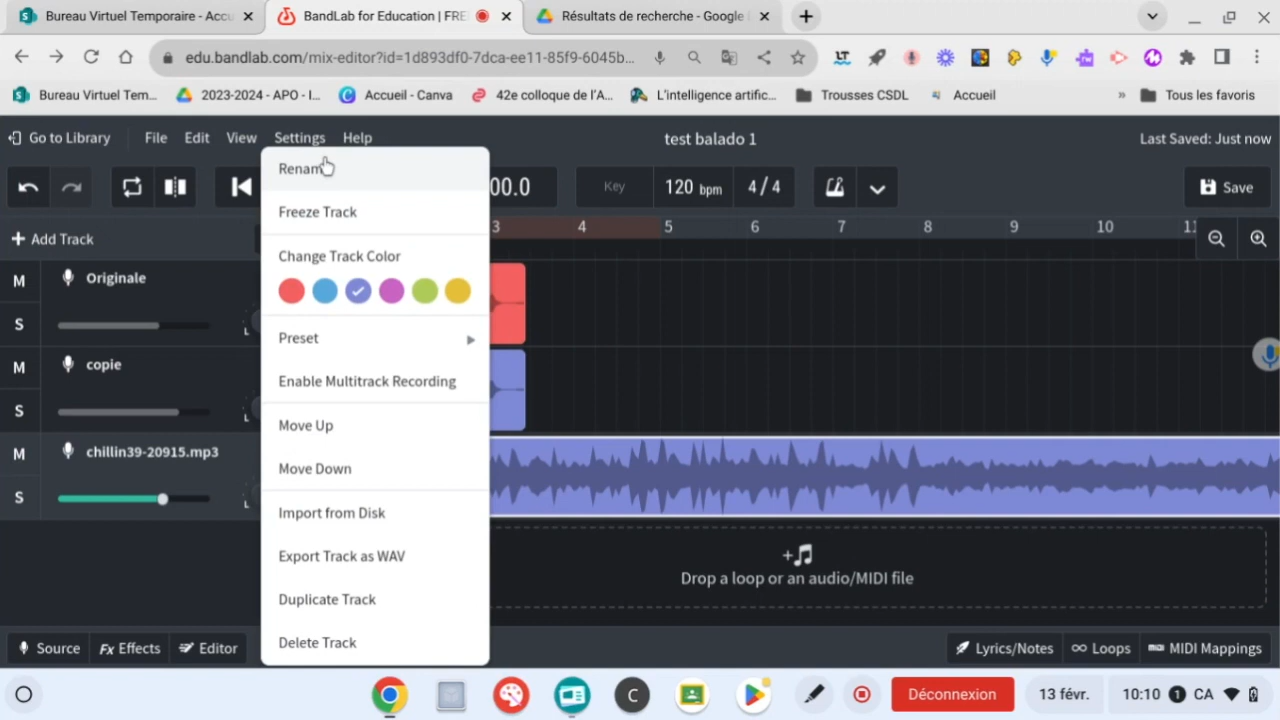 Bureau Virtuel Temporaire - Accu
BandLab for Education | FRE
Résultats de recherche - Google
edu.bandlab.com/mix-editor?id=1d893df0-7dca-ee11-85f9-6045b...
Bureau Virtuel Tem...
2023-2024 - APO - I...
Accueil - Canva
42e colloque de l'A...
L'intelligence artific...
Trousses CSDL
Accueil
»
Tous les favoris
Go to Library
File
Edit
View
Settings
Help
test balado 1
Last Saved: Just now
00.0
Key
120 bpm
4 / 4
Save
Add Track
3
4
5
6
7
8
9
10
11
M
Originale
S
M
copie
S
M
chillin39-20915.mp3
S
Rename
Freeze Track
Change Track Color
Preset
Enable Multitrack Recording
Move Up
Move Down
Import from Disk
Export Track as WAV
Duplicate Track
Delete Track
Drop a loop or an audio/MIDI file
Source
Fx Effects
Editor
Lyrics/Notes
Loops
MIDI Mappings
C
Déconnexion
13 févr.
10:10
1
CA